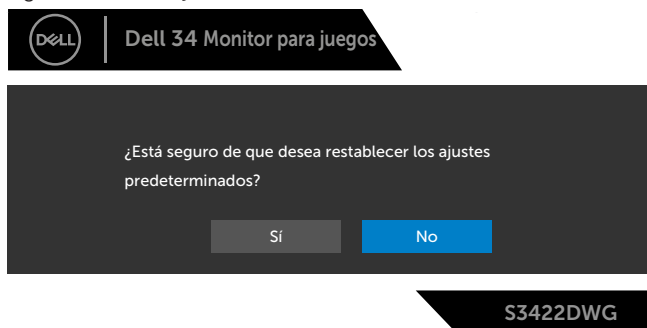 DELL
Dell 34 Monitor para juegos
¿Está seguro de que desea restablecer los ajustes
predeterminados?
Sí No
S3422DWG